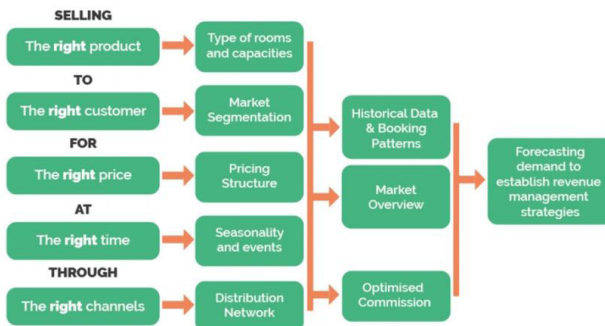 SELLING
The right product
Type of rooms
and capacities
TO
The right customer
Market
Segmentation
FOR
The right price
Pricing
Structure
AT
The right time
Seasonality
and events
THROUGH
The right channels
Distribution
Network
Historical Data
& Booking
Patterns
Market
Overview
Optimised
Commission
Forecasting
demand to
establish revenue
management
strategies